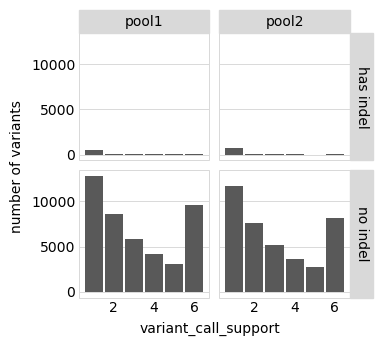 pool1
pool2
10000
5000
0
has indel
10000
5000
0
no indel
2
4
6
2
4
6
number of variants
variant_call_support